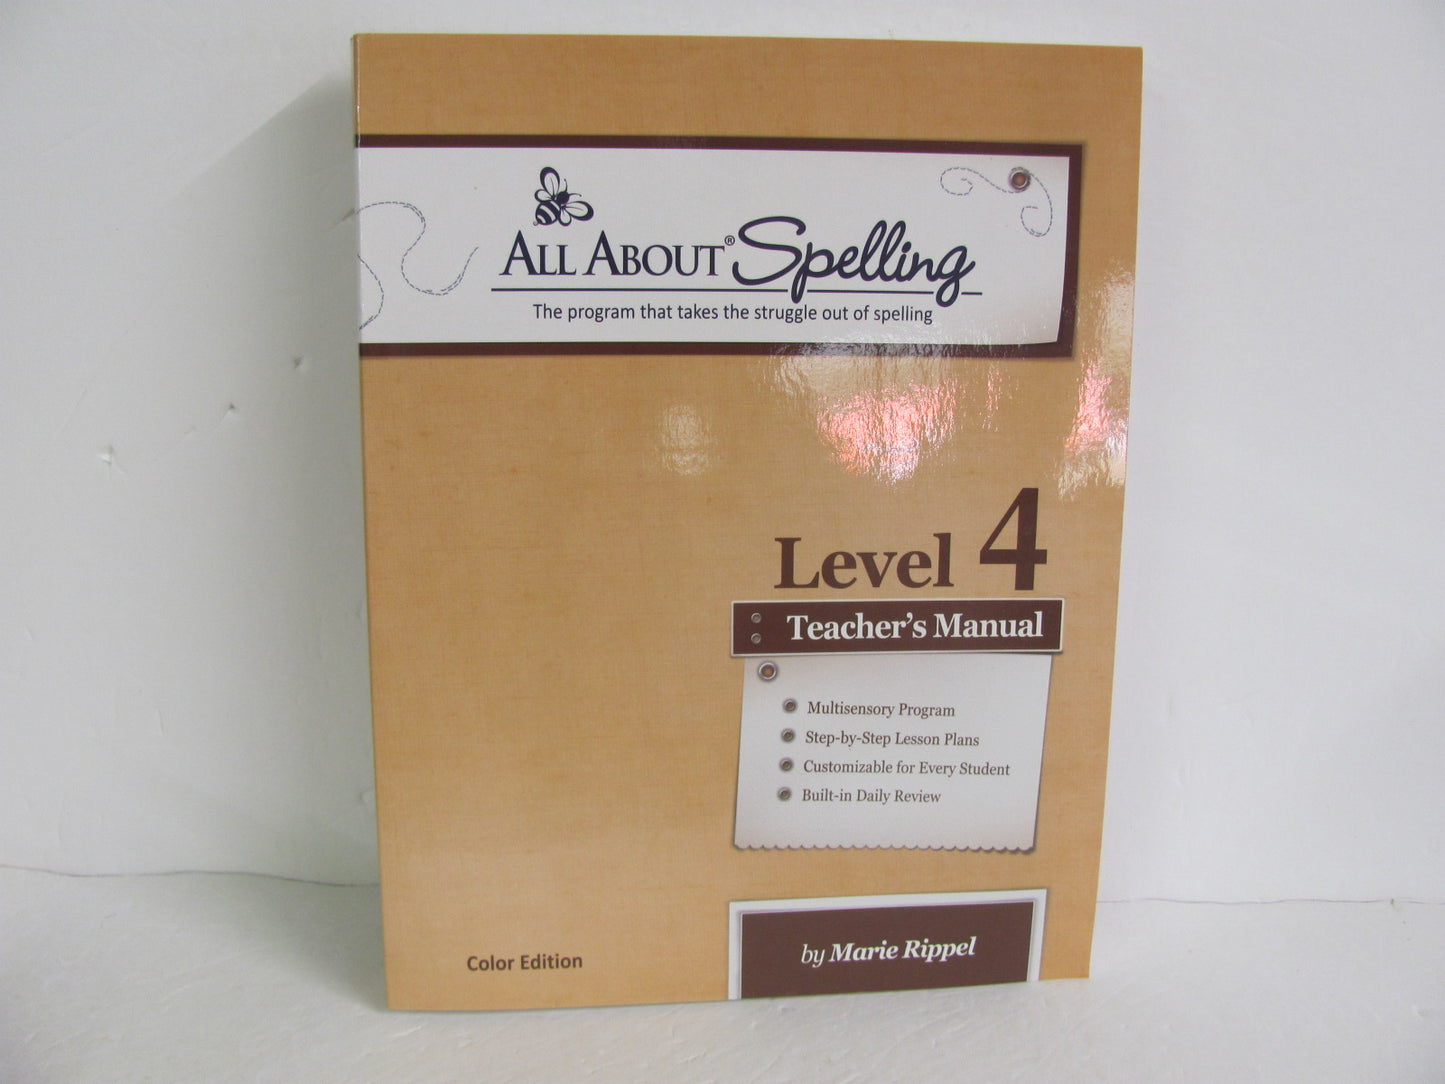 ALL ABOUT® Spelling
The program that takes the struggle out of spelling
Level 4
Teacher's Manual
Multisensory Program
Step-by-Step Lesson Plans
Customizable for Every Student
Built-in Daily Review
by Marie Rippel
Color Edition